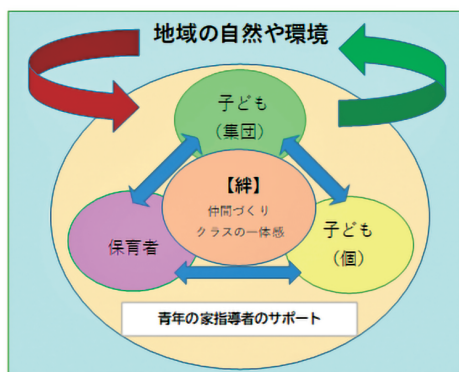 地域の自然や環境
子ども
（集団）
【絆】
仲間づくり
クラスの一体感
保育者
子ども
（個）
青年の家指導者のサポート